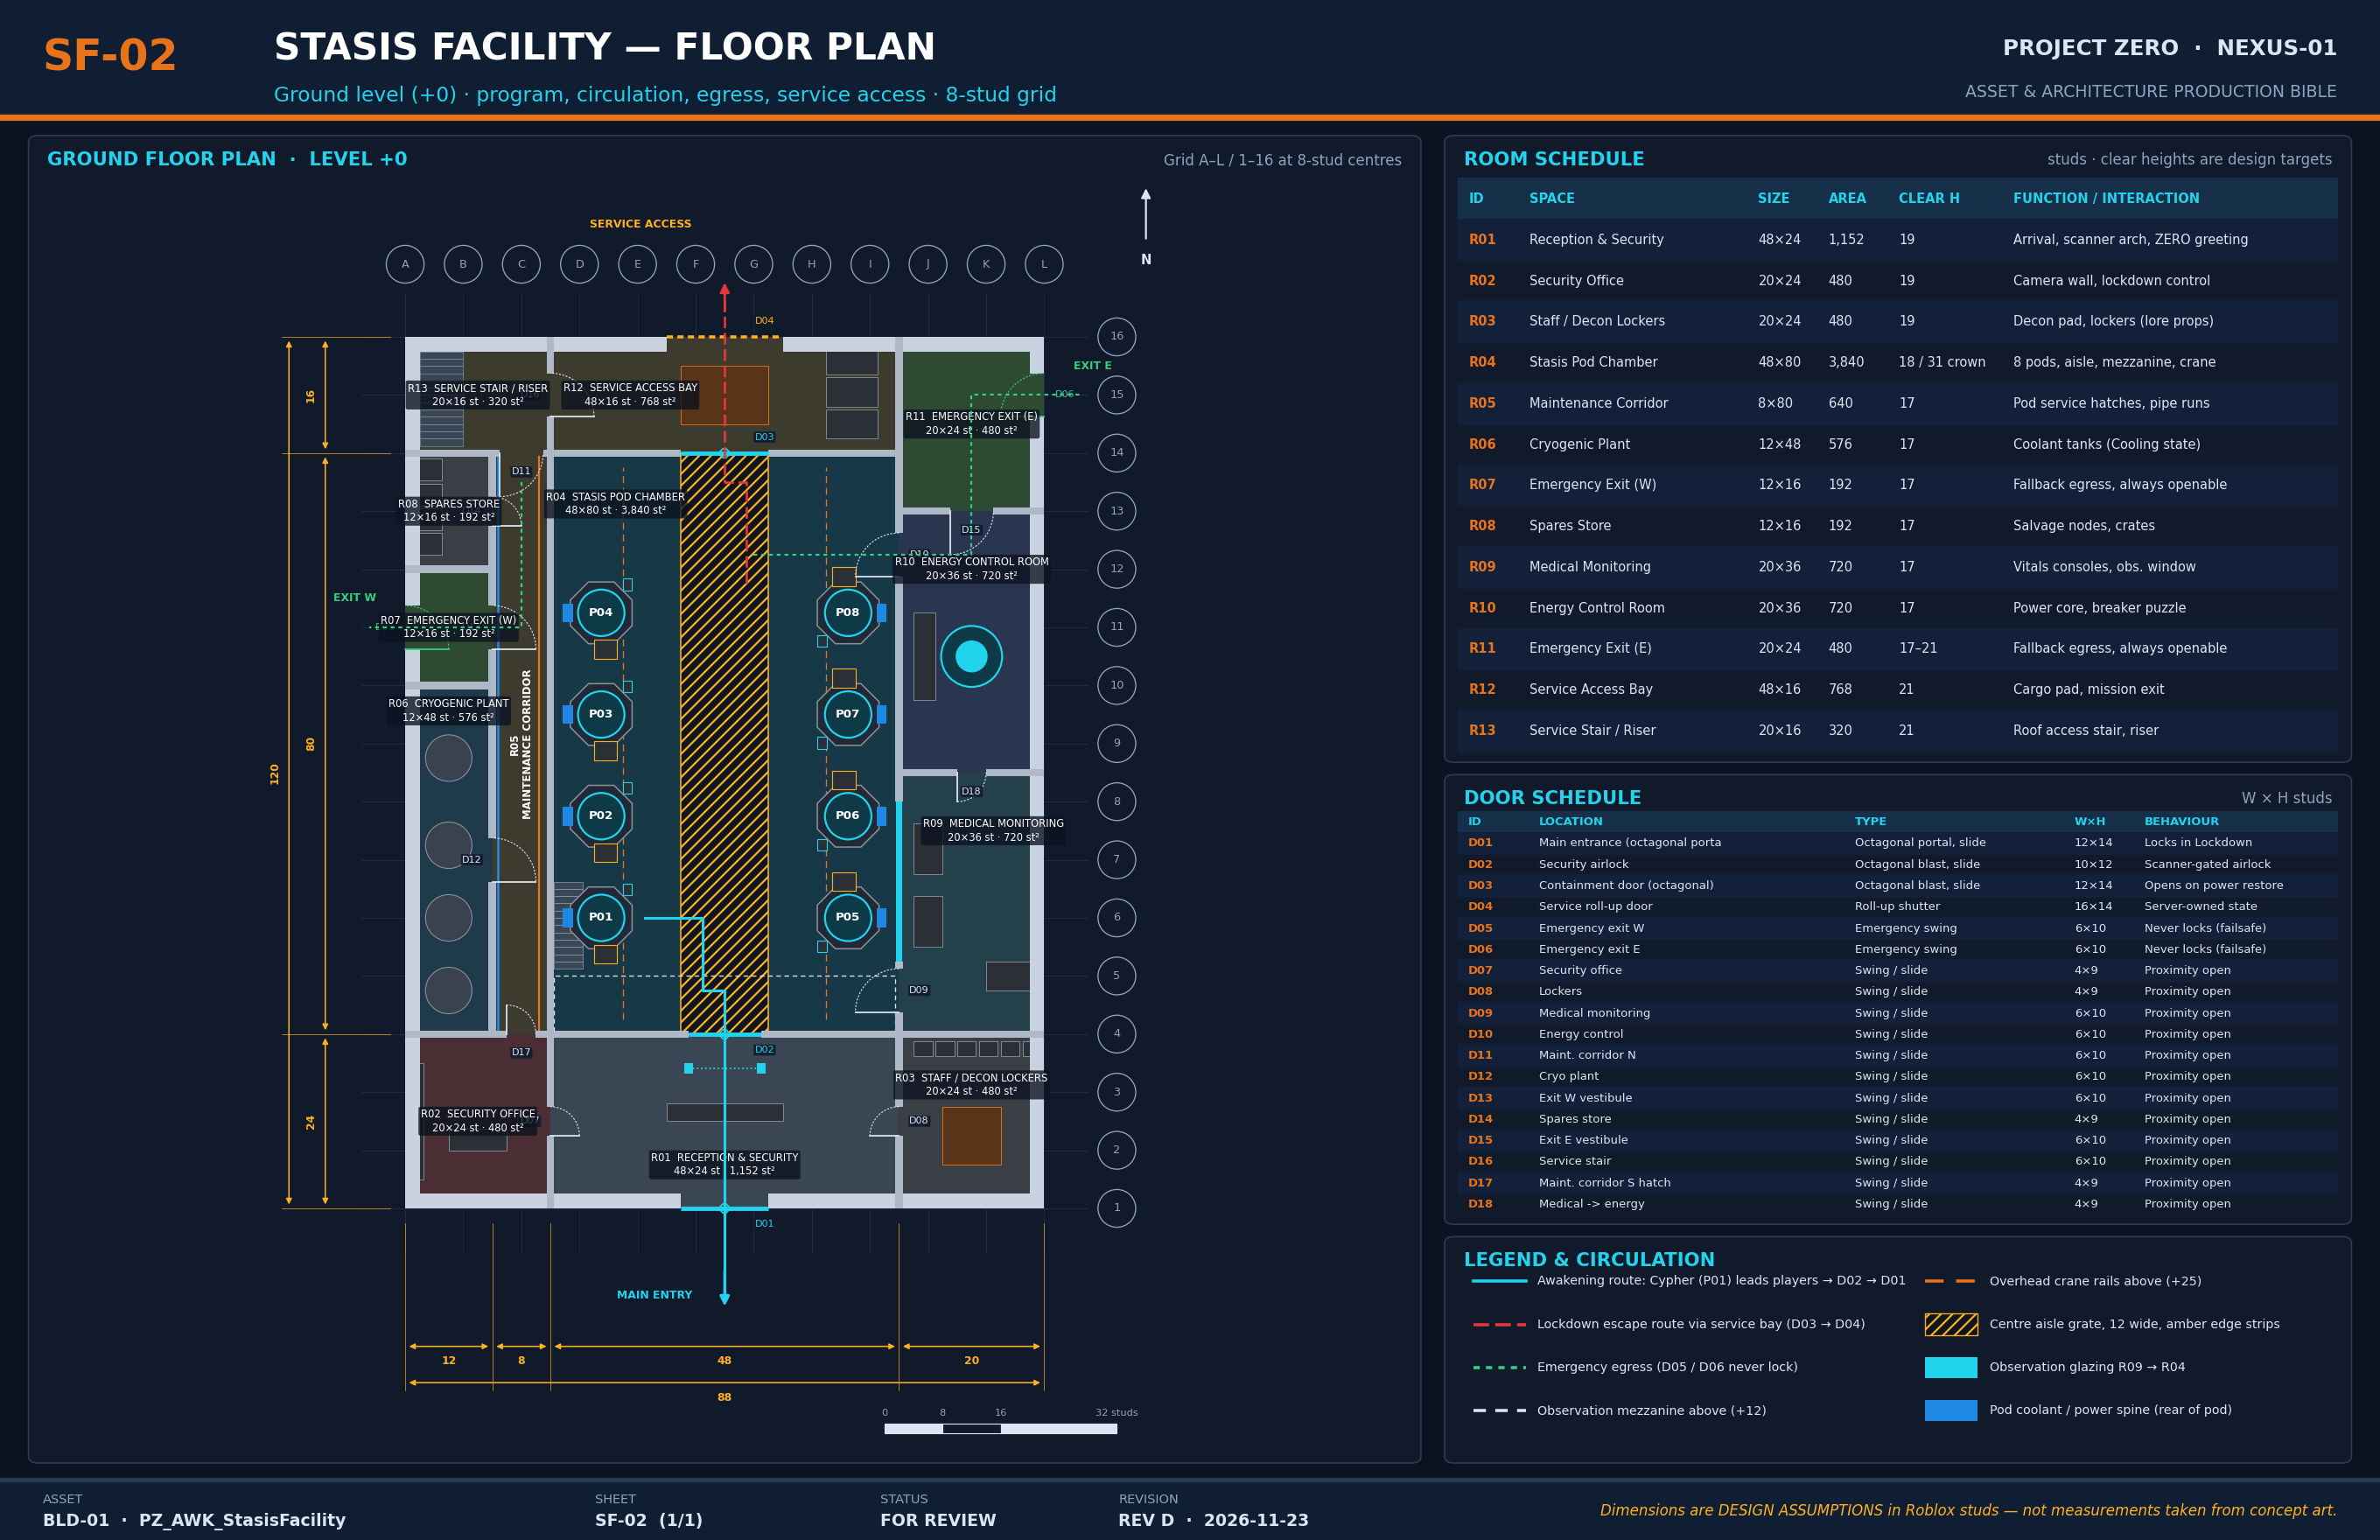 SF-02
STASIS FACILITY — FLOOR PLAN
Ground level (+0) · program, circulation, egress, service access · 8-stud grid
PROJECT ZERO · NEXUS-01
ASSET & ARCHITECTURE PRODUCTION BIBLE
GROUND FLOOR PLAN · LEVEL +0
Grid A–L / 1–16 at 8-stud centres
N
SERVICE ACCESS
A B C D E F G H I J K L
D04
16
EXIT E
R13 SERVICE STAIR / RISER
20×16 st · 320 st²
R12 SERVICE ACCESS BAY
48×16 st · 768 st²
D06
15
16
R11 EMERGENCY EXIT (E)
20×24 st · 480 st²
D03
14
D11
R08 SPARES STORE
12×16 st · 192 st²
R04 STASIS POD CHAMBER
48×80 st · 3,840 st²
13
D15
R10 ENERGY CONTROL ROOM
20×36 st · 720 st²
12
EXIT W
P04
P08
R07 EMERGENCY EXIT (W)
12×16 st · 192 st²
11
10
R06 CRYOGENIC PLANT
12×48 st · 576 st²
P03
P07
R05
MAINTENANCE CORRIDOR
80
120
9
D18
8
P02
P06
R09 MEDICAL MONITORING
20×36 st · 720 st²
D12
7
P01
P05
6
5
D09
4
D17
D02
R03 STAFF / DECON LOCKERS
20×24 st · 480 st²
3
R02 SECURITY OFFICE
20×24 st · 480 st²
24
D08
2
R01 RECEPTION & SECURITY
48×24 st · 1,152 st²
1
D01
MAIN ENTRY
12 8 48 20
88
0 8 16 32 studs
ROOM SCHEDULE
studs · clear heights are design targets
ID SPACE SIZE AREA CLEAR H FUNCTION / INTERACTION
R01 Reception & Security 48×24 1,152 19 Arrival, scanner arch, ZERO greeting
R02 Security Office 20×24 480 19 Camera wall, lockdown control
R03 Staff / Decon Lockers 20×24 480 19 Decon pad, lockers (lore props)
R04 Stasis Pod Chamber 48×80 3,840 18 / 31 crown 8 pods, aisle, mezzanine, crane
R05 Maintenance Corridor 8×80 640 17 Pod service hatches, pipe runs
R06 Cryogenic Plant 12×48 576 17 Coolant tanks (Cooling state)
R07 Emergency Exit (W) 12×16 192 17 Fallback egress, always openable
R08 Spares Store 12×16 192 17 Salvage nodes, crates
R09 Medical Monitoring 20×36 720 17 Vitals consoles, obs. window
R10 Energy Control Room 20×36 720 17 Power core, breaker puzzle
R11 Emergency Exit (E) 20×24 480 17–21 Fallback egress, always openable
R12 Service Access Bay 48×16 768 21 Cargo pad, mission exit
R13 Service Stair / Riser 20×16 320 21 Roof access stair, riser
DOOR SCHEDULE
W × H studs
ID LOCATION TYPE W×H BEHAVIOUR
D01 Main entrance (octagonal porta Octagonal portal, slide 12×14 Locks in Lockdown
D02 Security airlock Octagonal blast, slide 10×12 Scanner-gated airlock
D03 Containment door (octagonal) Octagonal blast, slide 12×14 Opens on power restore
D04 Service roll-up door Roll-up shutter 16×14 Server-owned state
D05 Emergency exit W Emergency swing 6×10 Never locks (failsafe)
D06 Emergency exit E Emergency swing 6×10 Never locks (failsafe)
D07 Security office Swing / slide 4×9 Proximity open
D08 Lockers Swing / slide 4×9 Proximity open
D09 Medical monitoring Swing / slide 6×10 Proximity open
D10 Energy control Swing / slide 6×10 Proximity open
D11 Maint. corridor N Swing / slide 6×10 Proximity open
D12 Cryo plant Swing / slide 6×10 Proximity open
D13 Exit W vestibule Swing / slide 6×10 Proximity open
D14 Spares store Swing / slide 4×9 Proximity open
D15 Exit E vestibule Swing / slide 6×10 Proximity open
D16 Service stair Swing / slide 6×10 Proximity open
D17 Maint. corridor S hatch Swing / slide 4×9 Proximity open
D18 Medical -> energy Swing / slide 4×9 Proximity open
LEGEND & CIRCULATION
Awakening route: Cypher (P01) leads players → D02 → D01
Overhead crane rails above (+25)
Lockdown escape route via service bay (D03 → D04)
Centre aisle grate, 12 wide, amber edge strips
Emergency egress (D05 / D06 never lock)
Observation glazing R09 → R04
Observation mezzanine above (+12)
Pod coolant / power spine (rear of pod)
ASSET
BLD-01 · PZ_AWK_StasisFacility
SHEET
SF-02 (1/1)
STATUS
FOR REVIEW
REVISION
REV D · 2026-11-23
Dimensions are DESIGN ASSUMPTIONS in Roblox studs — not measurements taken from concept art.